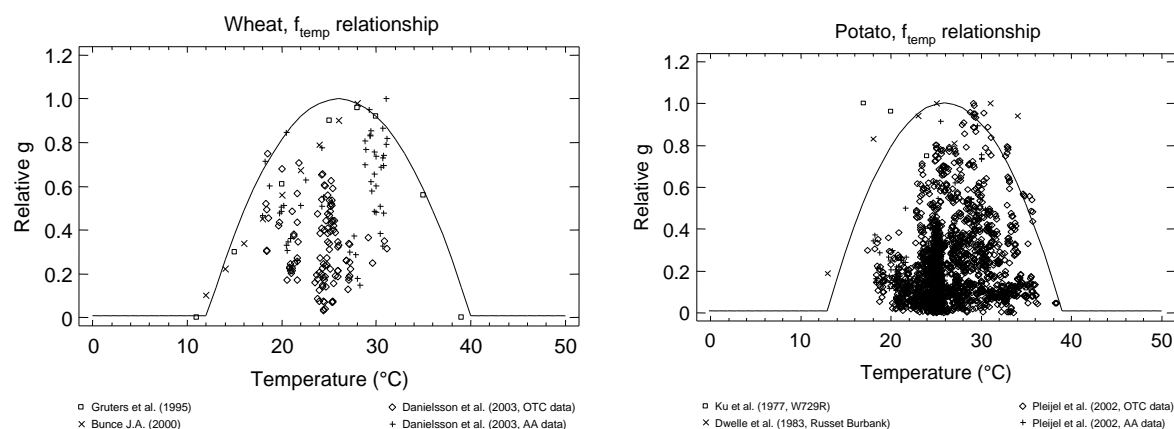 Wheat, ftemp relationship
1.2
1.0
0.8
0.6
0.4
0.2
0
Relative g
0 10 20 30 40 50
Temperature (°C)
□ Gruters et al. (1995)
× Bunce J.A. (2000)
◇ Danielsson et al. (2003, OTC data)
+ Danielsson et al. 2003, AA data)
Potato, ftemp relationship
1.2
1.0
0.8
0.6
0.4
0.2
0
Relative g
0 10 20 30 40 50
Temperature (°C)
□ Ku et al. (1977, W729R)
× Dwelle et al. (1983, Russet Burbank)
◇ Pleijel et al. (2002, OTC data)
+ Pleijel et al. (2002, AA data)